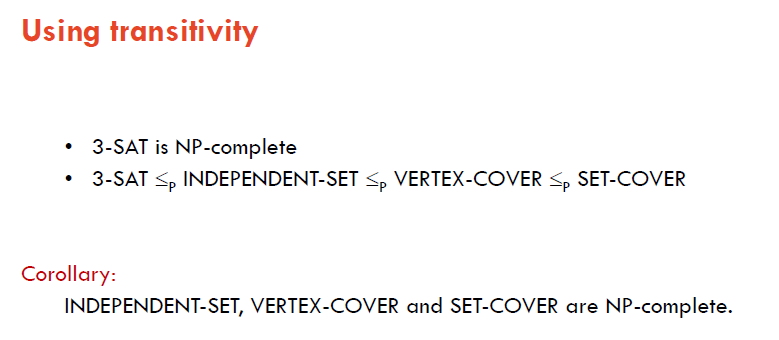 Using transitivity
• 3-SAT is NP-complete
• 3-SAT ≤P INDEPENDENT-SET ≤P VERTEX-COVER ≤P SET-COVER
Corollary:
INDEPENDENT-SET, VERTEX-COVER and SET-COVER are NP-complete.